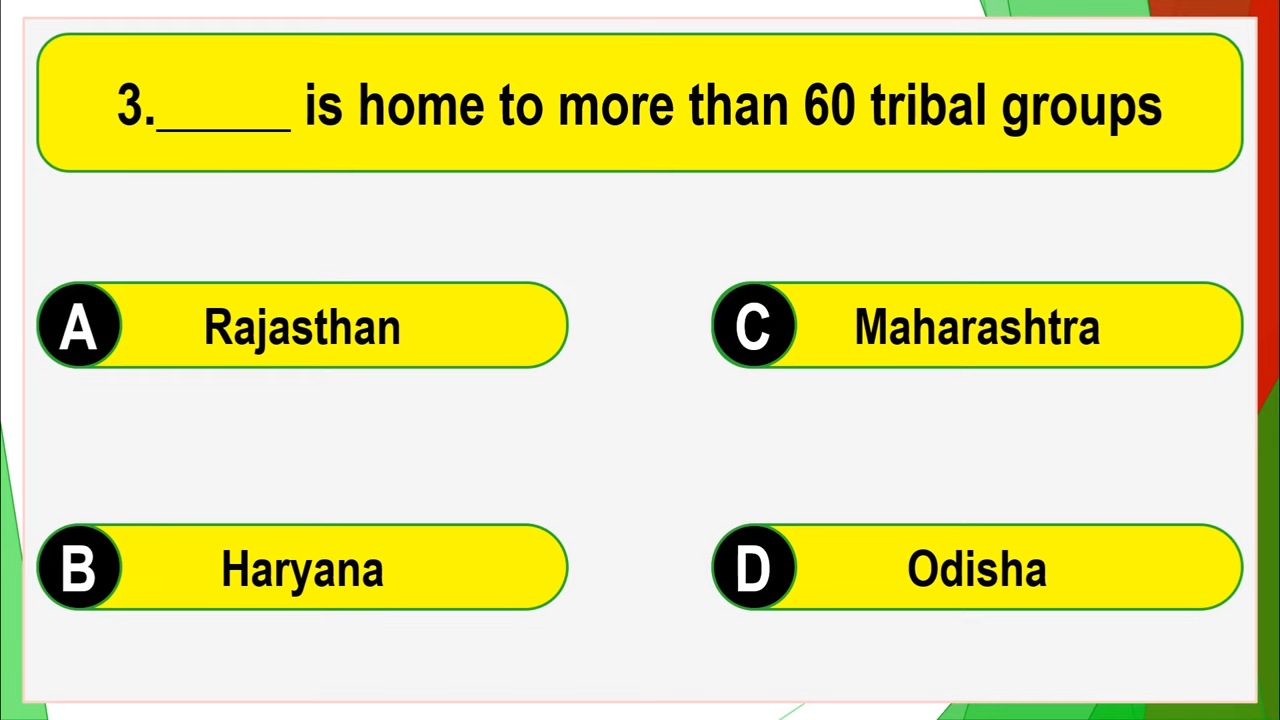 3.______ is home to more than 60 tribal groups
A Rajasthan
C Maharashtra
B Haryana
D Odisha